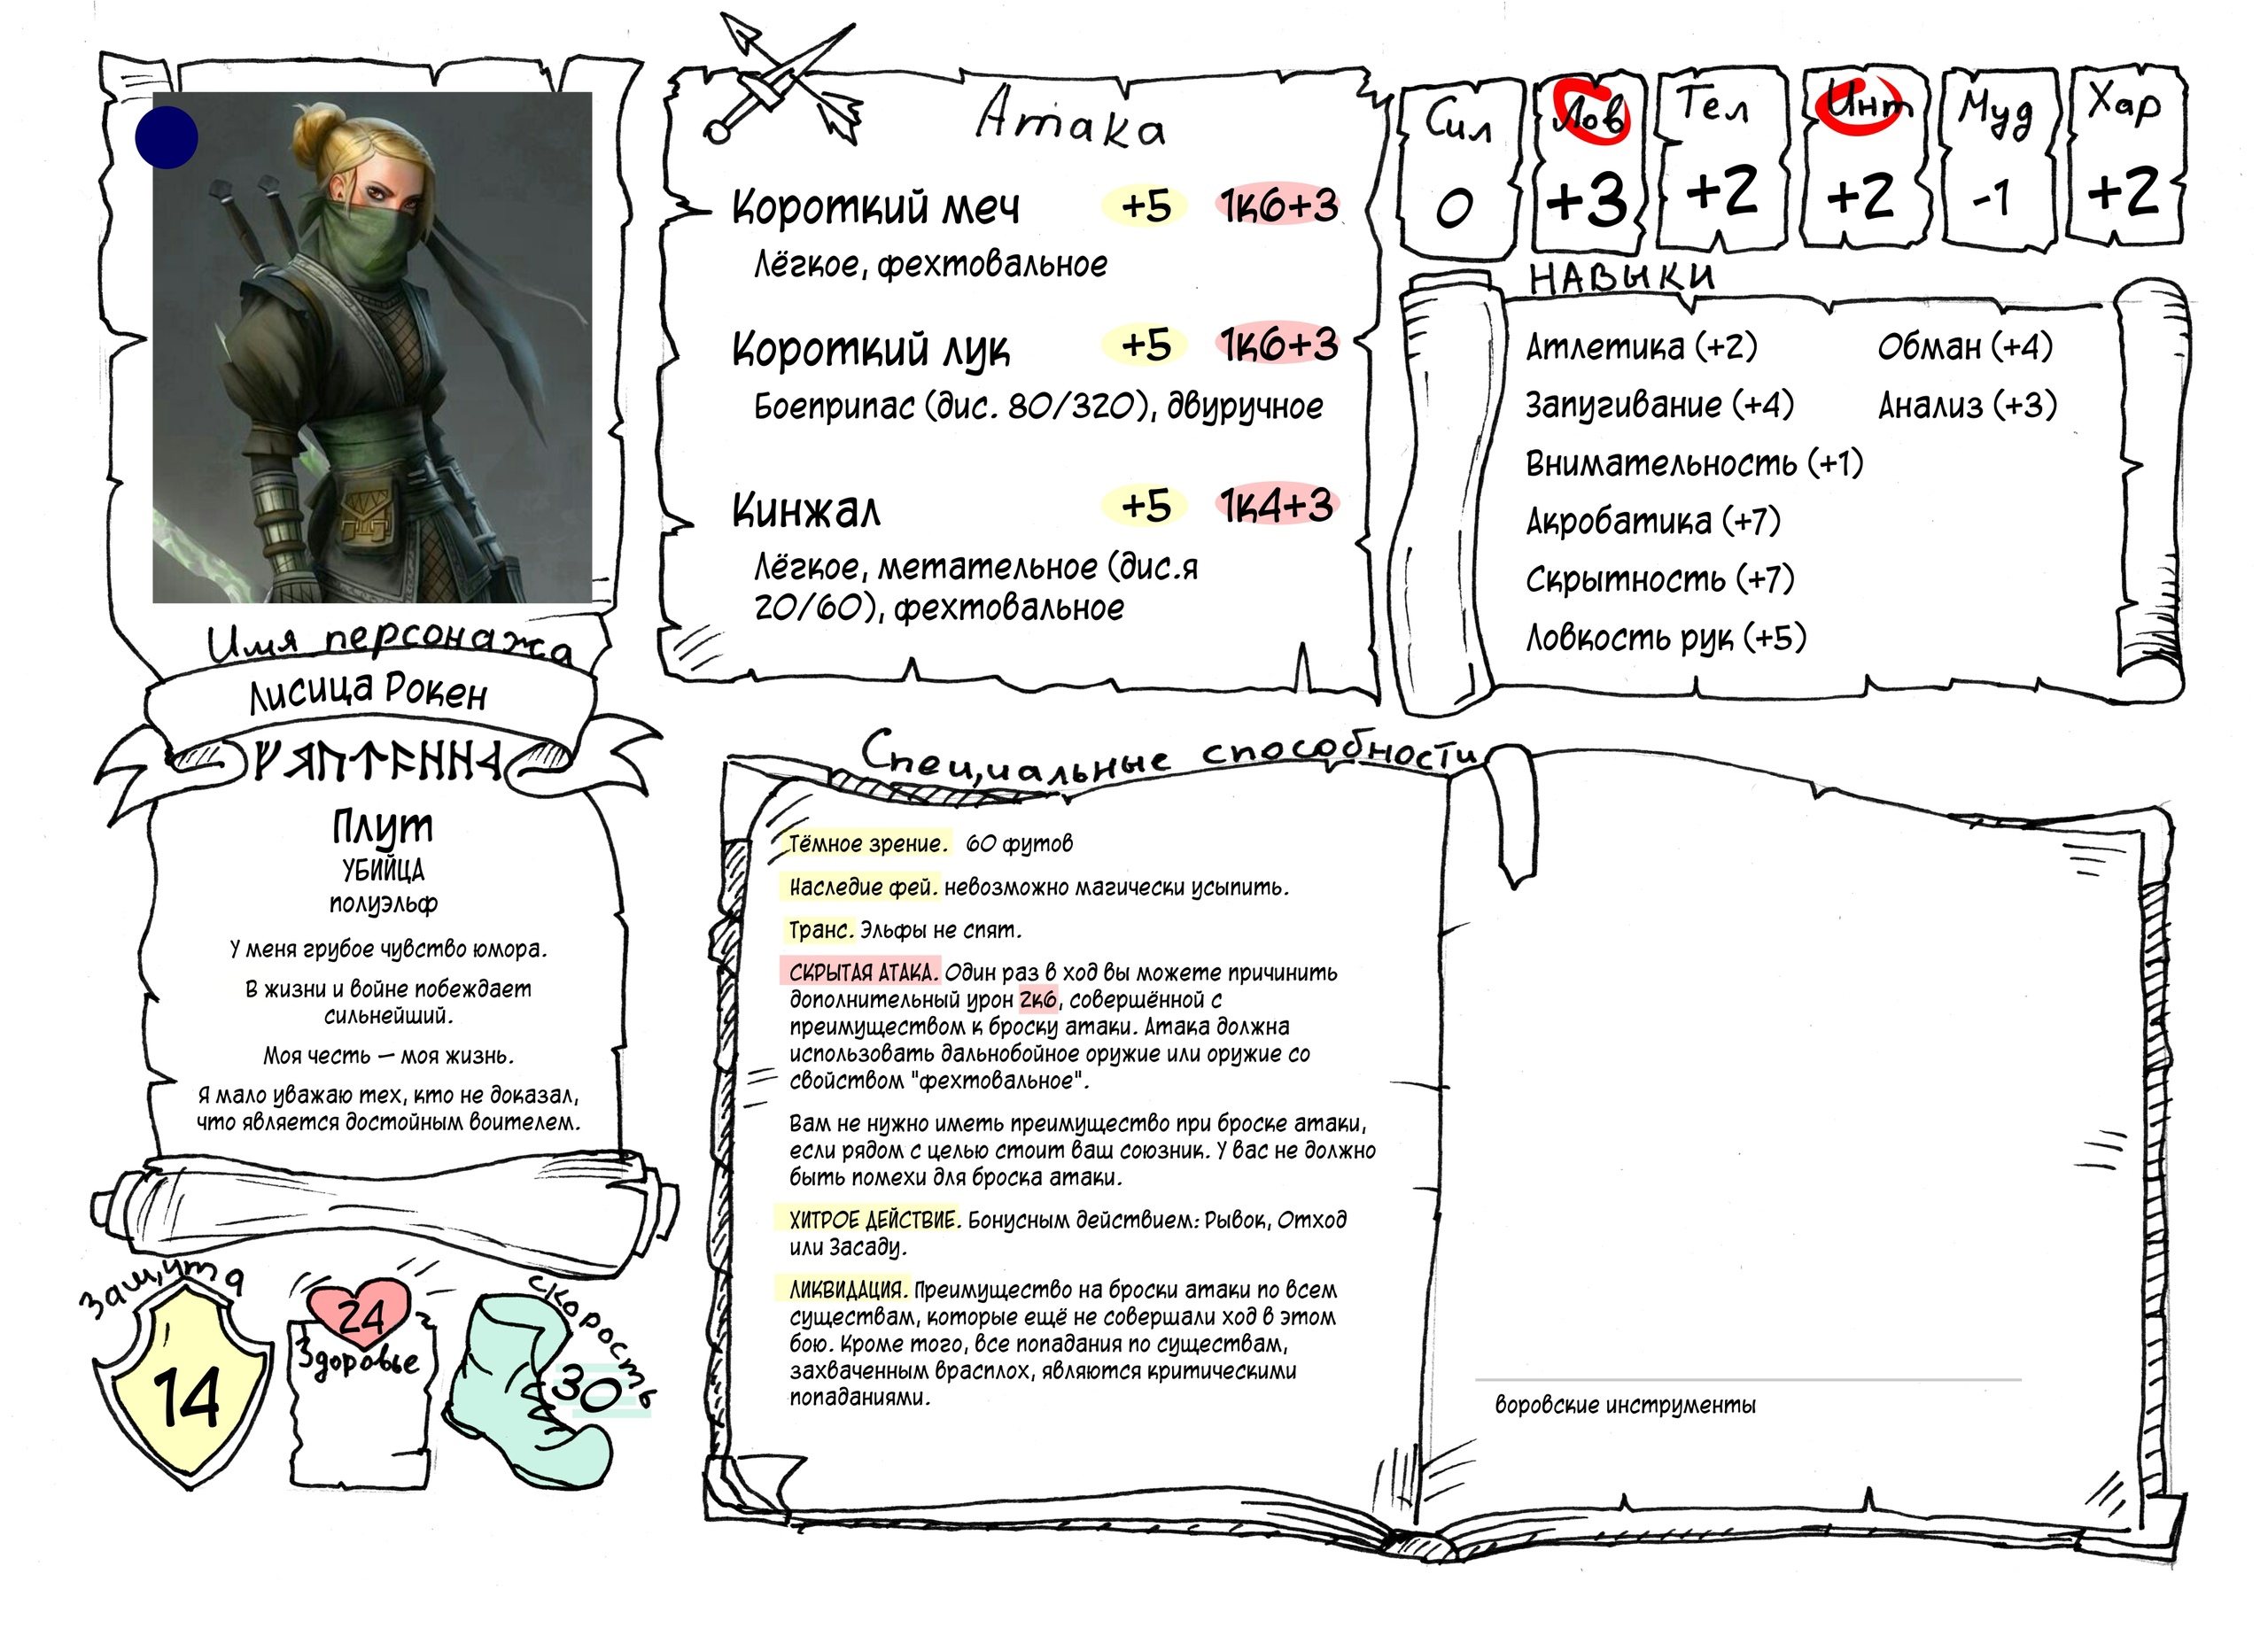 Имя персонажа
Лисица Рокен
Плут
УБИЙЦА
полуэльф
У меня грубое чувство юмора.
В жизни и войне побеждает
сильнейший.
Моя честь — моя жизнь.
Я мало уважаю тех, кто не доказал,
что является достойным воителем.
Защита
14
24
Здоровье
Скорость
30
Атака
Короткий меч +5 1к6+3
Лёгкое, фехтовальное
Короткий лук +5 1к6+3
Боеприпас (дис. 80/320), двуручное
Кинжал +5 1к4+3
Лёгкое, метательное (дис.я
20/60), фехтовальное
Сил Лов Тел Инт Муд Хар
0 +3 +2 +2 -1 +2
НАВЫКИ
Атлетика (+2) Обман (+4)
Запугивание (+4) Анализ (+3)
Внимательность (+1)
Акробатика (+7)
Скрытность (+7)
Ловкость рук (+5)
Специальные способности
Тёмное зрение. 60 футов
Наследие фей. невозможно магически усыпить.
Транс. Эльфы не спят.
СКРЫТАЯ АТАКА. Один раз в ход вы можете причинить
дополнительный урон 2к6, совершённой с
преимуществом к броску атаки. Атака должна
использовать дальнобойное оружие или оружие со
свойством "фехтовальное".
Вам не нужно иметь преимущество при броске атаки,
если рядом с целью стоит ваш союзник. У вас не должно
быть помехи для броска атаки.
ХИТРОЕ ДЕЙСТВИЕ. Бонусным действием: Рывок, Отход
или Засаду.
ЛИКВИДАЦИЯ. Преимущество на броски атаки по всем
существам, которые ещё не совершали ход в этом
бою. Кроме того, все попадания по существам,
захваченным врасплох, являются критическими
попаданиями.
воровские инструменты